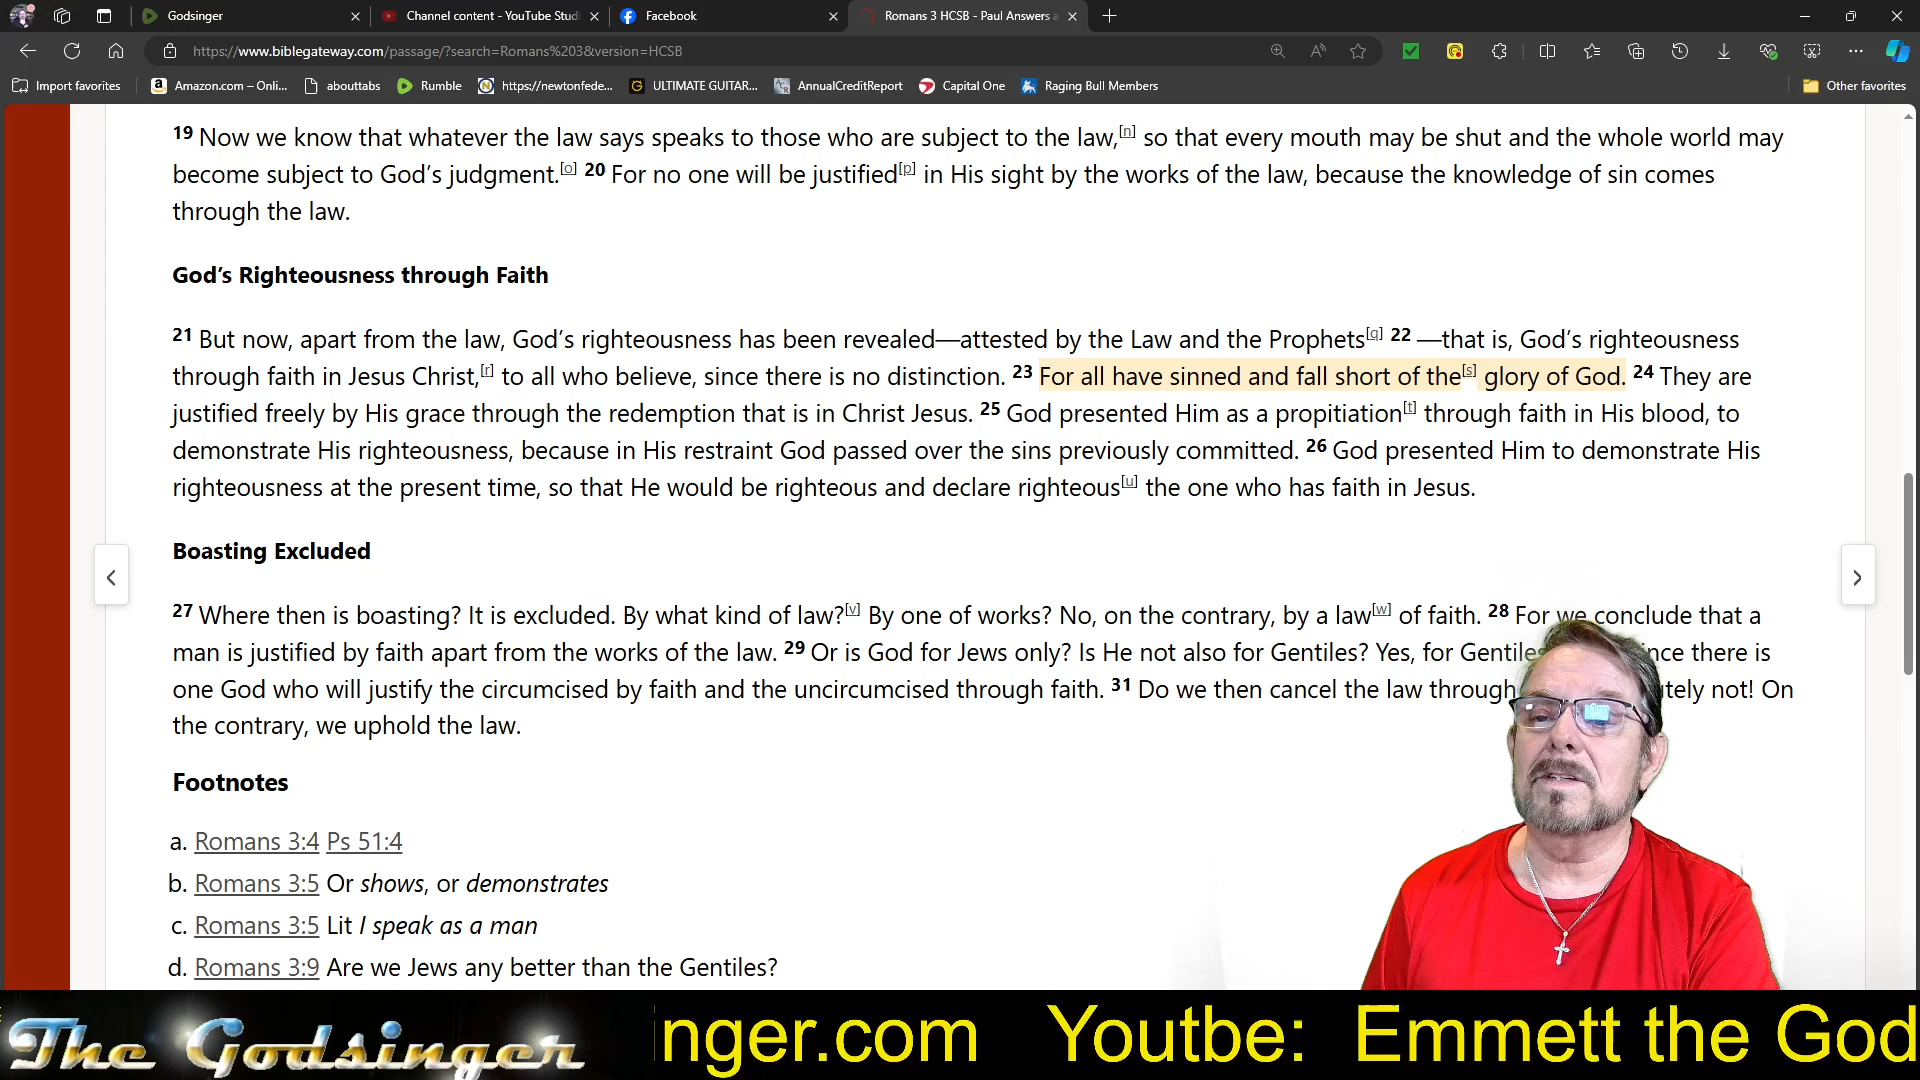 Godsinger
Channel content - YouTube Studi
Facebook
Romans 3 HCSB - Paul Answers a
https://www.biblegateway.com/passage/?search=Romans%203&version=HCSB
Import favorites
Amazon.com – Onli...
abouttabs
Rumble
https://newtonfede...
ULTIMATE GUITAR...
AnnualCreditReport
Capital One
Raging Bull Members
Other favorites
19 Now we know that whatever the law says speaks to those who are subject to the law,[n] so that every mouth may be shut and the whole world may
become subject to God’s judgment.[o] 20 For no one will be justified[p] in His sight by the works of the law, because the knowledge of sin comes
through the law.
God’s Righteousness through Faith
21 But now, apart from the law, God’s righteousness has been revealed—attested by the Law and the Prophets[q] 22 —that is, God’s righteousness
through faith in Jesus Christ,[r] to all who believe, since there is no distinction. 23 For all have sinned and fall short of the[s] glory of God. 24 They are
justified freely by His grace through the redemption that is in Christ Jesus. 25 God presented Him as a propitiation[t] through faith in His blood, to
demonstrate His righteousness, because in His restraint God passed over the sins previously committed. 26 God presented Him to demonstrate His
righteousness at the present time, so that He would be righteous and declare righteous[u] the one who has faith in Jesus.
Boasting Excluded
27 Where then is boasting? It is excluded. By what kind of law?[v] By one of works? No, on the contrary, by a law[w] of faith. 28 For we conclude that a
man is justified by faith apart from the works of the law. 29 Or is God for Jews only? Is He not also for Gentiles? Yes, for Gentiles there is
one God who will justify the circumcised by faith and the uncircumcised through faith. 31 Do we then cancel the law through not! On
the contrary, we uphold the law.
Footnotes
a. Romans 3:4 Ps 51:4
b. Romans 3:5 Or shows, or demonstrates
c. Romans 3:5 Lit I speak as a man
d. Romans 3:9 Are we Jews any better than the Gentiles?
The Godsinger
nger.com Youtbe: Emmett the God